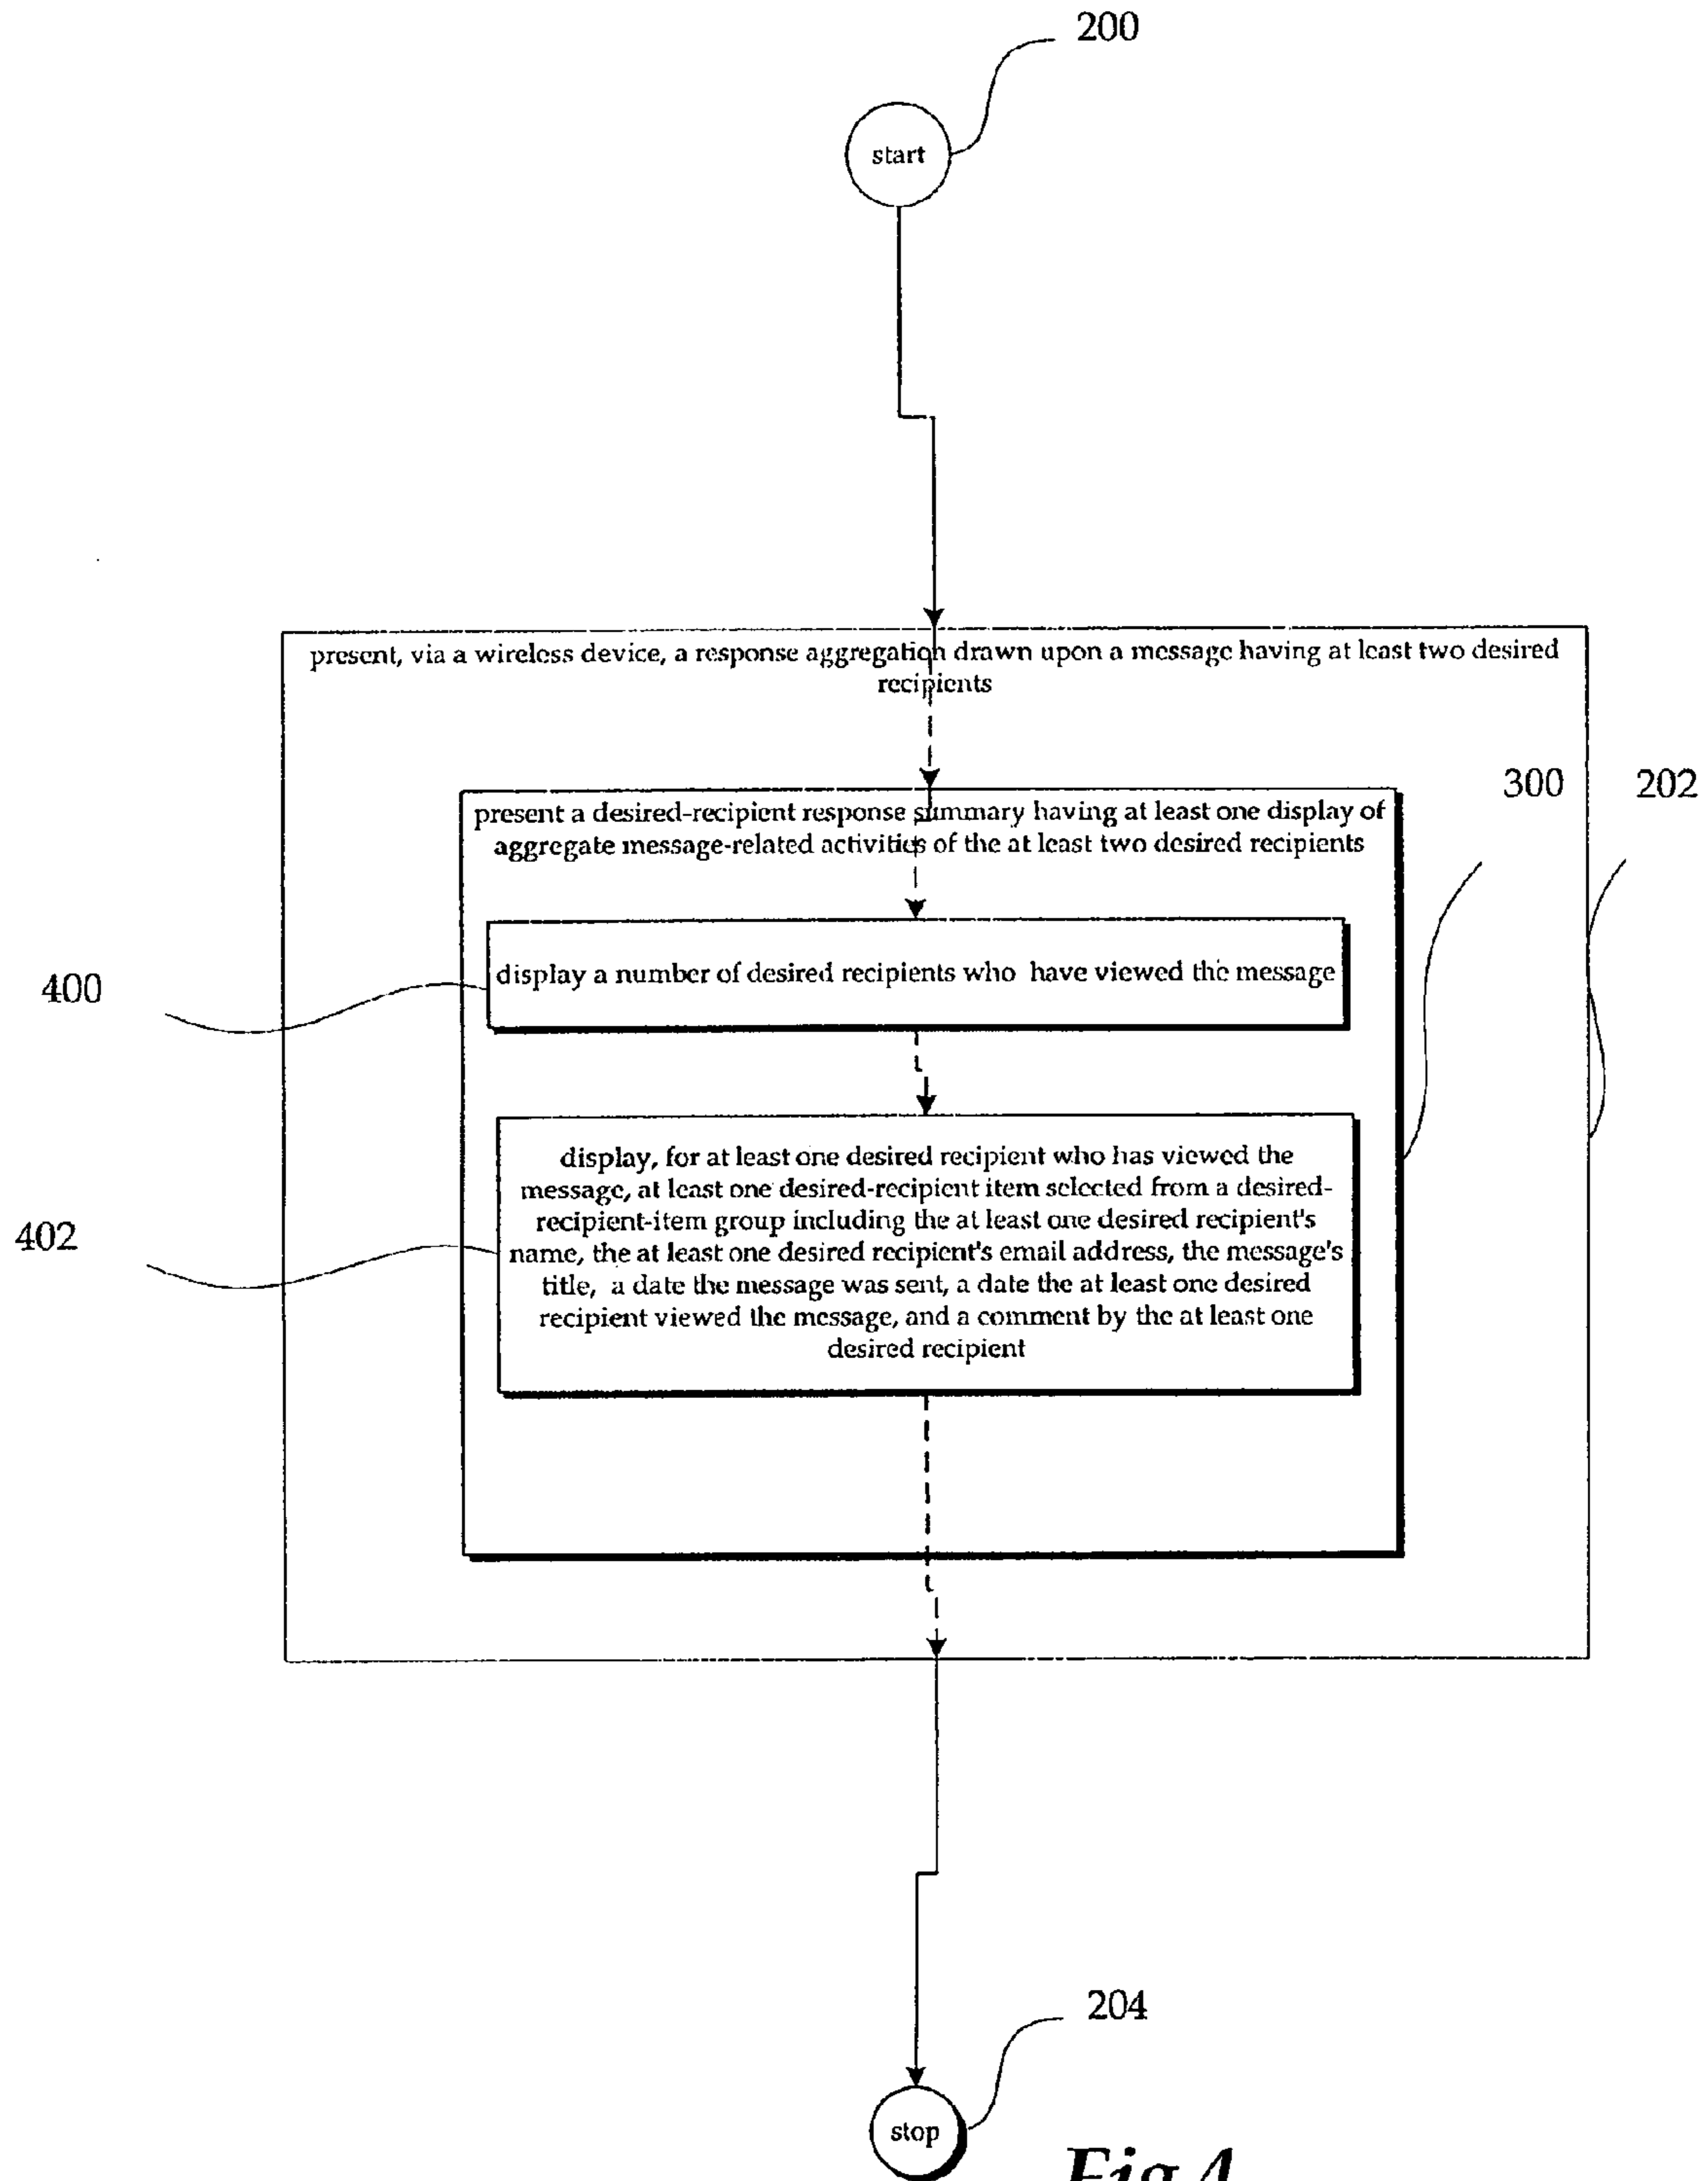 200
start
present, via a wireless device, a response aggregation drawn upon a message having at least two desired
recipients
300
202
present a desired-recipient response summary having at least one display of
aggregate message-related activities of the at least two desired recipients
400
display a number of desired recipients who have viewed the message
402
display, for at least one desired recipient who has viewed the
message, at least one desired-recipient item selected from a desired-
recipient-item group including the at least one desired recipient's
name, the at least one desired recipient's email address, the message's
title, a date the message was sent, a date the at least one desired
recipient viewed the message, and a comment by the at least one
desired recipient
204
stop
Fig 4